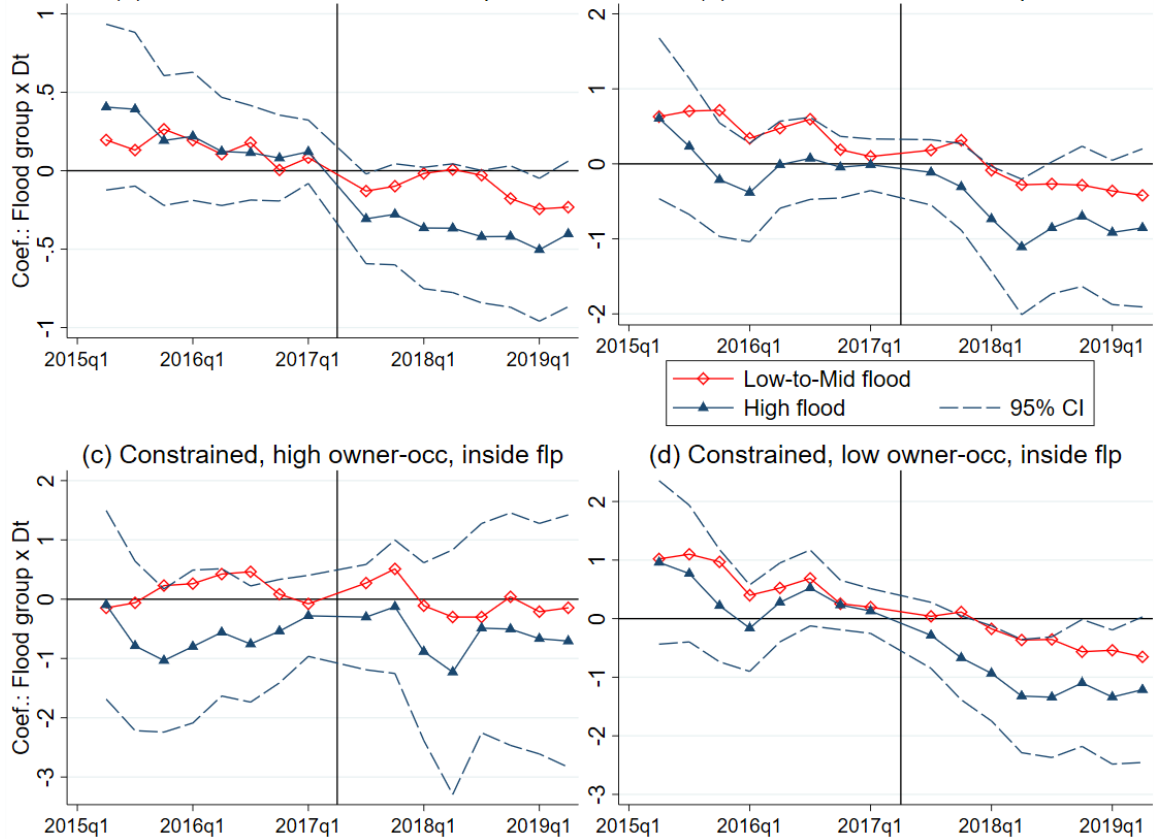 Coef.: Flood group x Dt
1
.5
0
-.5
-1
2015q1 2016q1 2017q1 2018q1 2019q1
2
1
0
-1
-2
2015q1 2016q1 2017q1 2018q1 2019q1
Low-to-Mid flood
High flood 95% CI
(c) Constrained, high owner-occ, inside flp
Coef.: Flood group x Dt
2
1
0
-1
-2
-3
2015q1 2016q1 2017q1 2018q1 2019q1
(d) Constrained, low owner-occ, inside flp
2
1
0
-1
-2
-3
2015q1 2016q1 2017q1 2018q1 2019q1